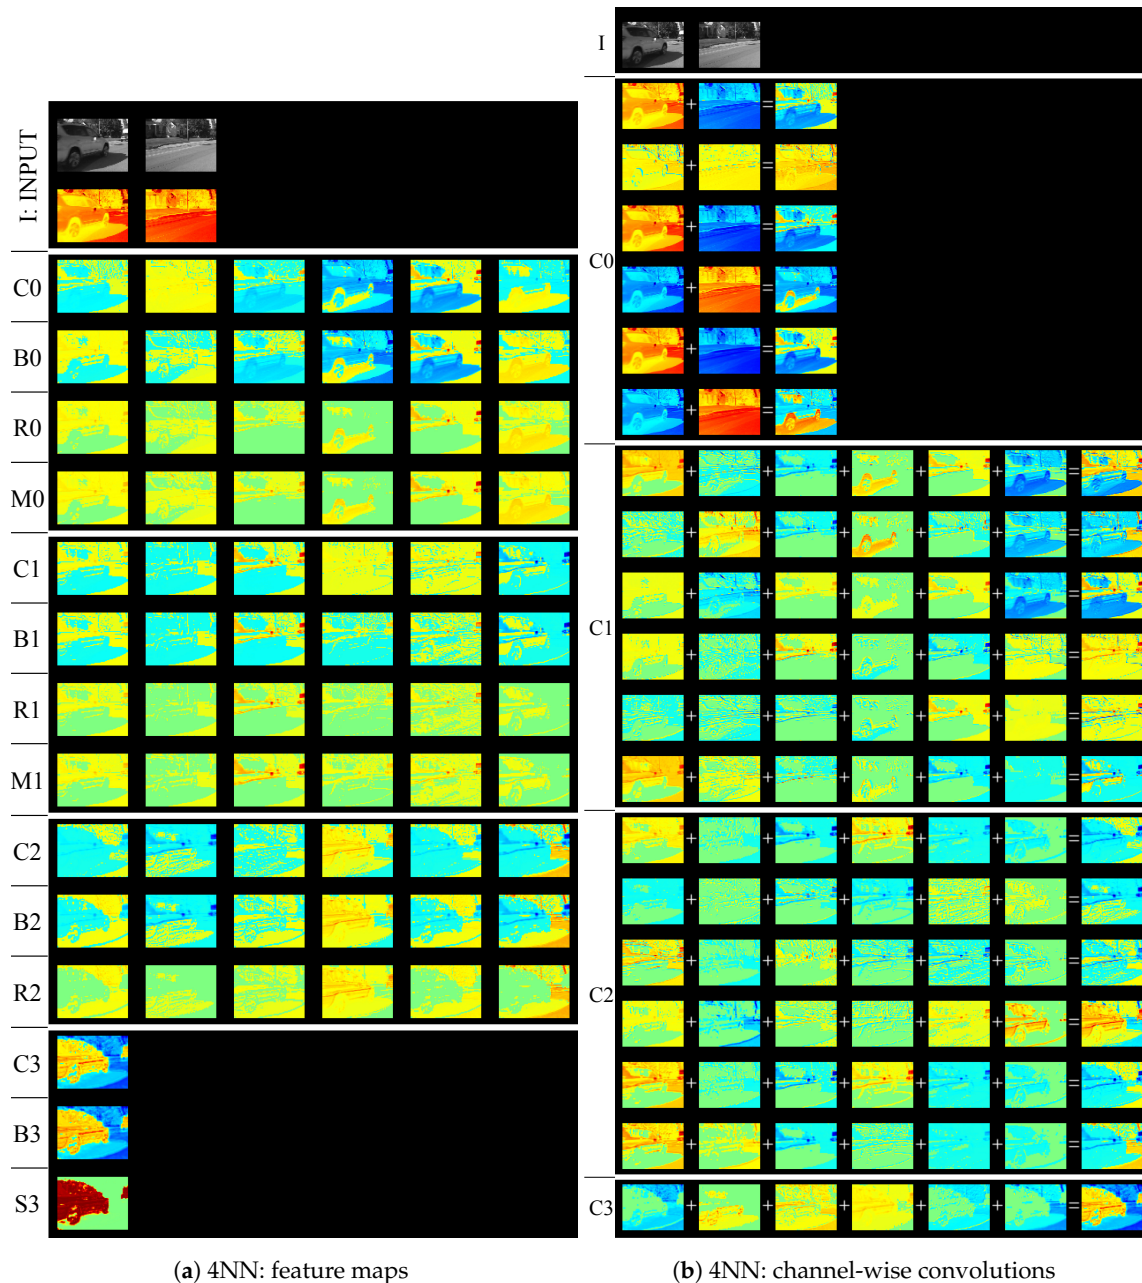 I: INPUT
C0
B0
R0
M0
C1
B1
R1
M1
C2
B2
R2
C3
B3
S3
(a) 4NN: feature maps
I
C0
+ =
+ =
+ =
+ =
+ =
+ =
C1
+ + + + + =
+ + + + + =
+ + + + + =
+ + + + + =
+ + + + + =
+ + + + + =
C2
+ + + + + =
+ + + + + =
+ + + + + =
+ + + + + =
+ + + + + =
+ + + + + =
C3
+ + + + + =
(b) 4NN: channel-wise convolutions